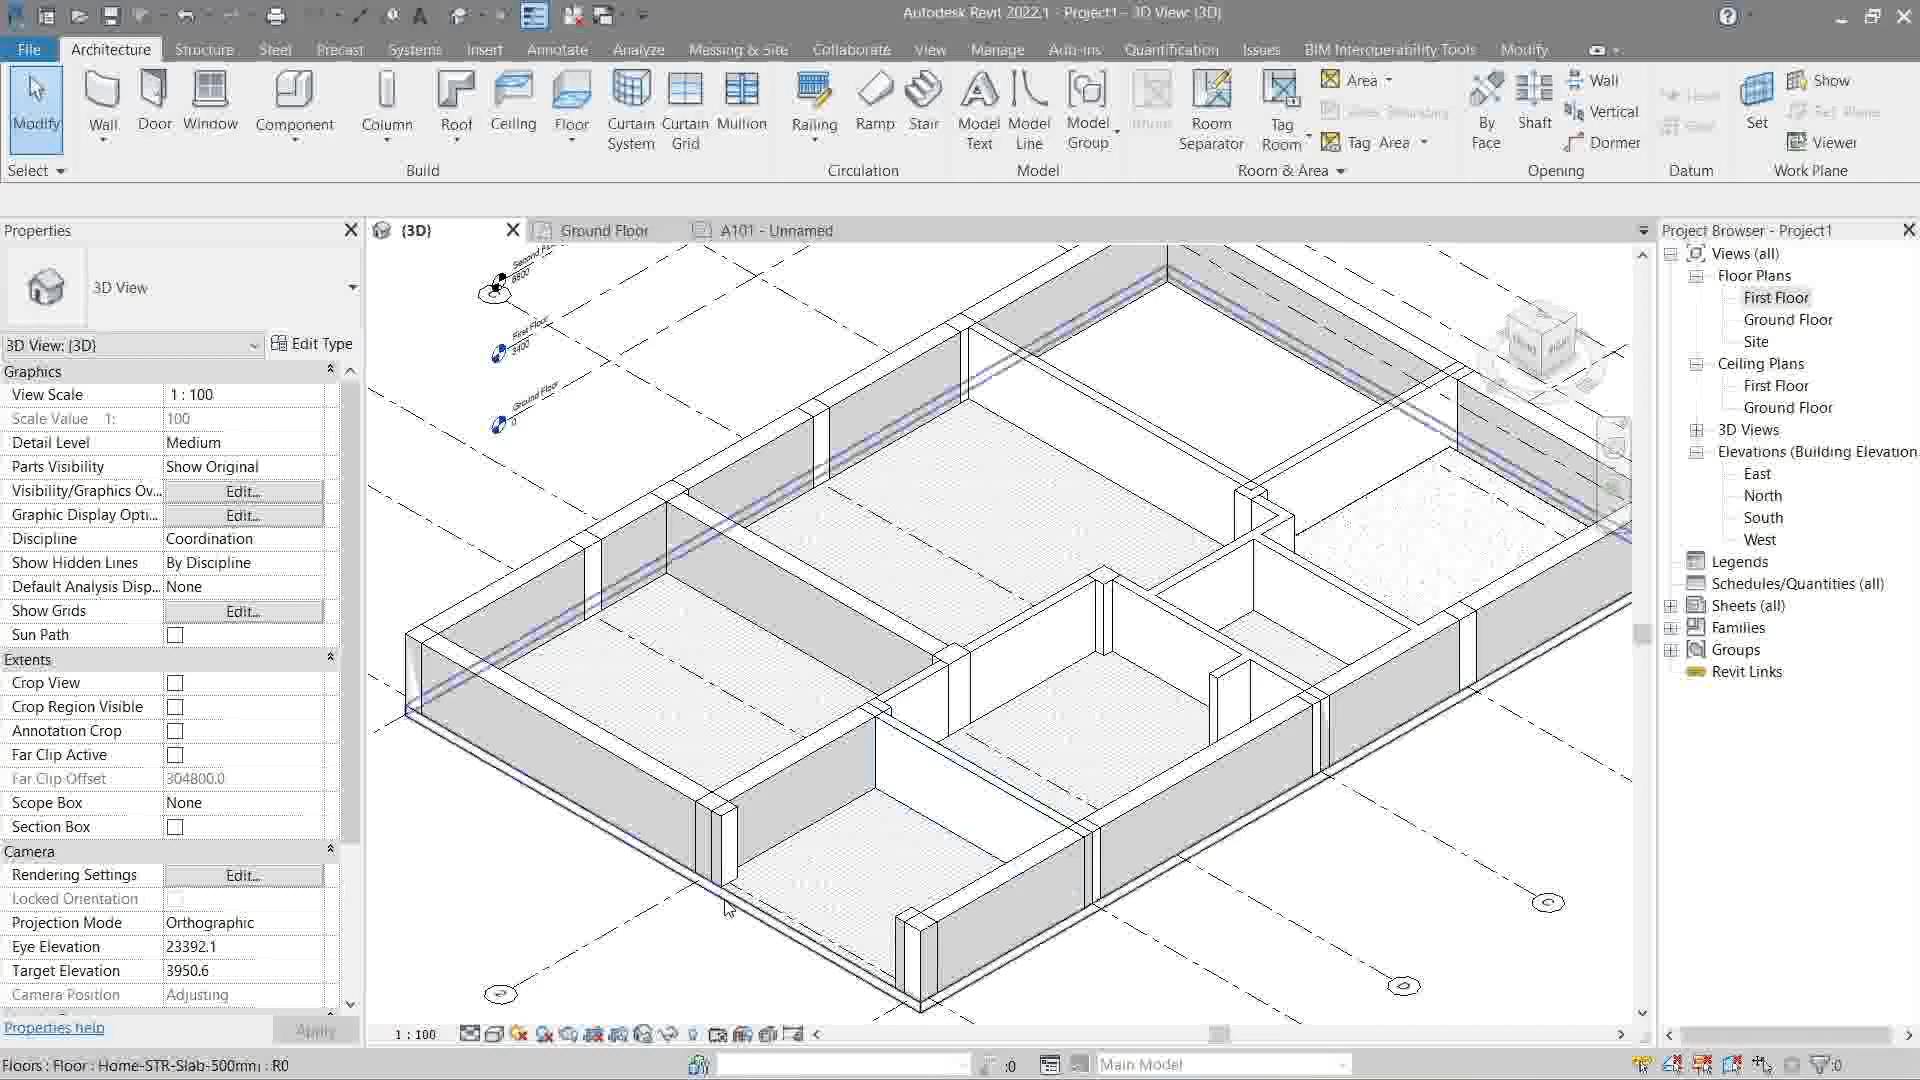 Autodesk Revit 2022.1 - Project1 - 3D View: {3D}
File Architecture Structure Steel Precast Systems Insert Annotate Analyze Massing & Site Collaborate View Manage Add-Ins Quantification Issues BIM Interoperability Tools Modify
Modify
Wall
Door
Window
Component
Column
Roof
Ceiling
Floor
Curtain System
Curtain Grid
Mullion
Railing
Ramp
Stair
Model Text
Model Line
Model Group
Room Separator
Tag Room
Area
Tag Area
By Face
Shaft
Wall
Vertical
Dormer
Set
Show
Viewer
Select
Build
Circulation
Model
Room & Area
Opening
Datum
Work Plane
Properties
3D View
3D View: {3D}
Edit Type
Graphics
View Scale 1 : 100
Scale Value 1: 100
Detail Level Medium
Parts Visibility Show Original
Visibility/Graphics Ov... Edit...
Graphic Display Opti... Edit...
Discipline Coordination
Show Hidden Lines By Discipline
Default Analysis Disp... None
Show Grids Edit...
Sun Path
Extents
Crop View
Crop Region Visible
Annotation Crop
Far Clip Active
Far Clip Offset 304800.0
Scope Box None
Section Box
Camera
Rendering Settings Edit...
Locked Orientation
Projection Mode Orthographic
Eye Elevation 23392.1
Target Elevation 3950.6
Camera Position Adjusting
Properties help
Apply
{3D}
Ground Floor
A101 - Unnamed
First Floor
3400
Ground Floor
0
C
D
1 : 100
Project Browser - Project1
Views (all)
Floor Plans
First Floor
Ground Floor
Site
Ceiling Plans
First Floor
Ground Floor
3D Views
Elevations (Building Elevation
East
North
South
West
Legends
Schedules/Quantities (all)
Sheets (all)
Families
Groups
Revit Links
Floors : Floor : Home-STR-Slab-500mm : R0
:0
Main Model
:0